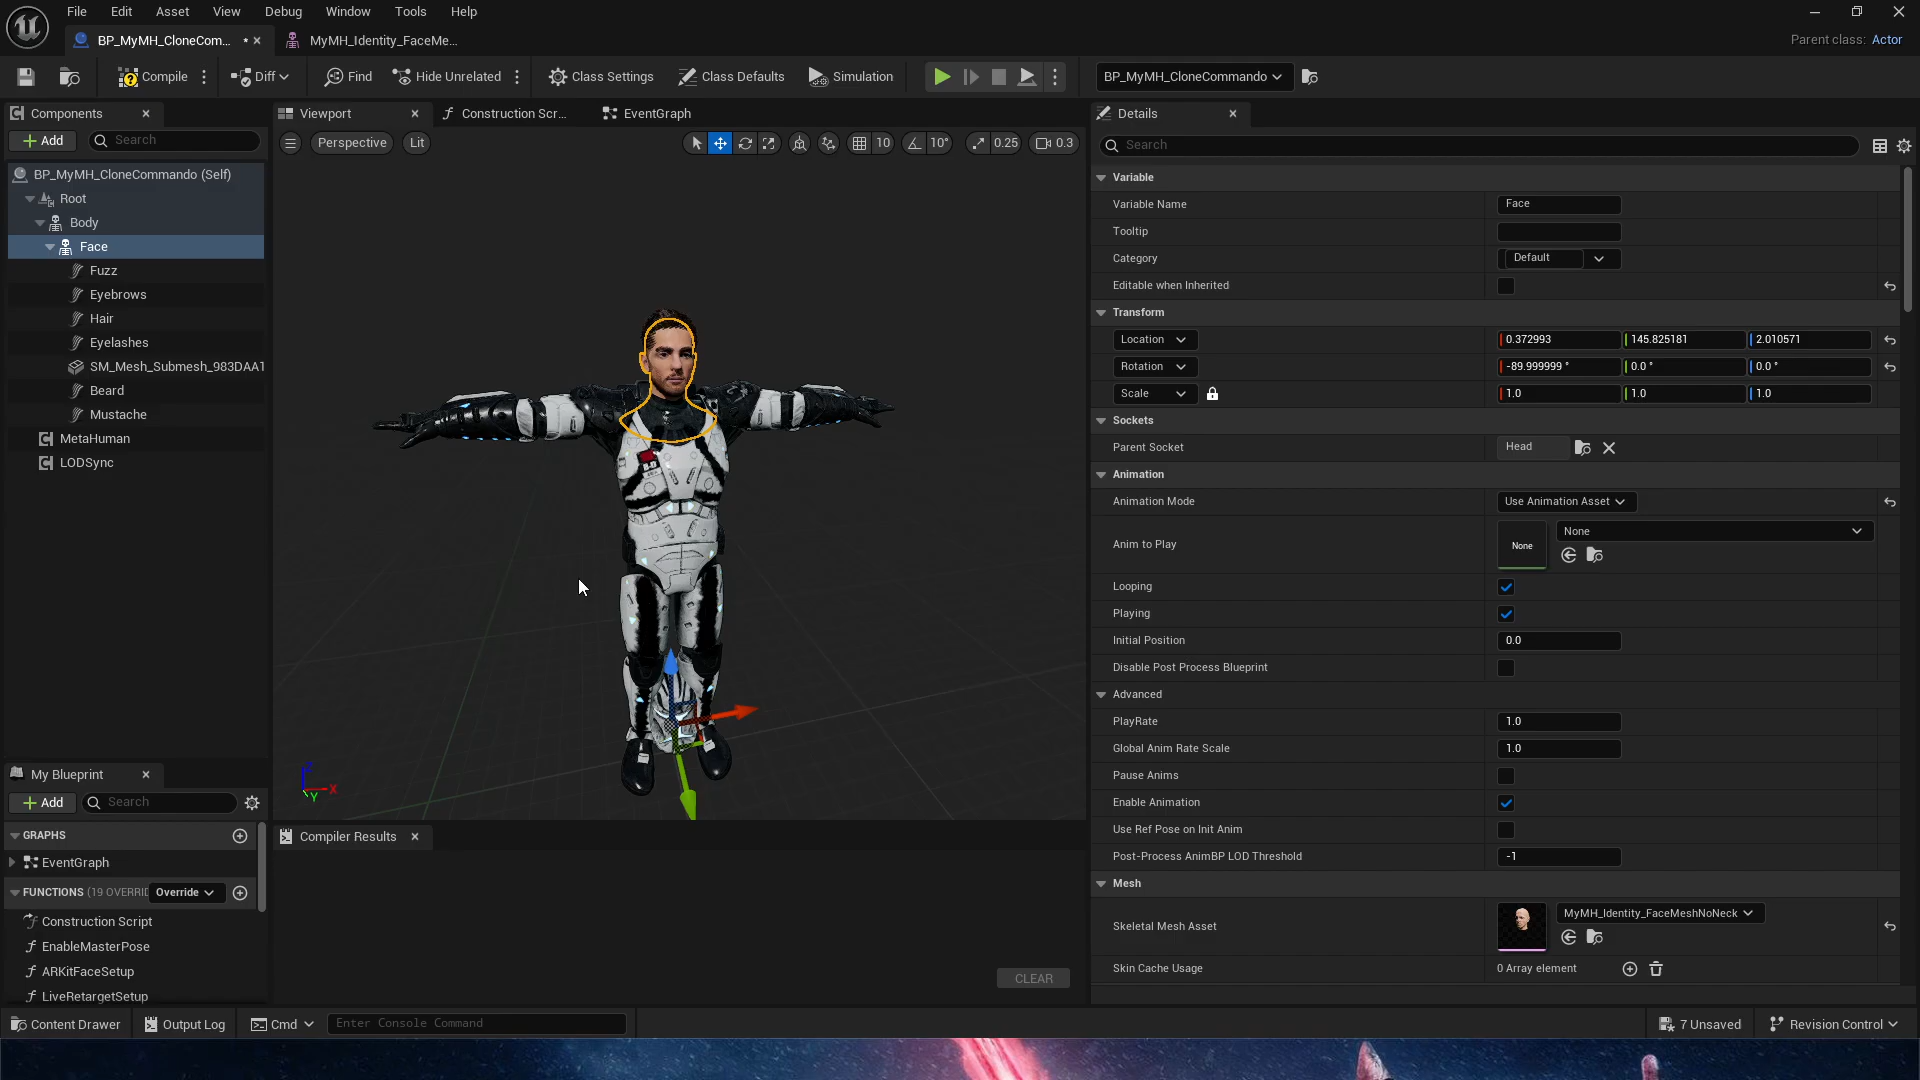 File Edit Asset View Debug Window Tools Help
BP_MyMH_CloneCom... • MyMH_Identity_FaceMe...
Parent class: Actor
Compile Diff Find Hide Unrelated Class Settings Class Defaults Simulation BP_MyMH_CloneCommando
Components
Add Search
BP_MyMH_CloneCommando (Self)
Root
Body
Face
Fuzz
Eyebrows
Hair
Eyelashes
SM_Mesh_Submesh_983DAA1
Beard
Mustache
MetaHuman
LODSync
My Blueprint
Add Search
GRAPHS
EventGraph
FUNCTIONS (19 OVERRID Override
Construction Script
EnableMasterPose
ARKitFaceSetup
LiveRetargetSetup
Viewport Construction Scr... EventGraph
Perspective Lit 10 10° 0.25 0.3
B-D
Z
X
Y
Compiler Results
CLEAR
Details
Search
Variable
Variable Name Face
Tooltip
Category Default
Editable when Inherited
Transform
Location 0.372993 145.825181 2.010571
Rotation -89.999999 ° 0.0 ° 0.0 °
Scale 1.0 1.0 1.0
Sockets
Parent Socket Head
Animation
Animation Mode Use Animation Asset
Anim to Play None None
Looping
Playing
Initial Position 0.0
Disable Post Process Blueprint
Advanced
PlayRate 1.0
Global Anim Rate Scale 1.0
Pause Anims
Enable Animation
Use Ref Pose on Init Anim
Post-Process AnimBP LOD Threshold -1
Mesh
Skeletal Mesh Asset MyMH_Identity_FaceMeshNoNeck
Skin Cache Usage 0 Array element
Content Drawer Output Log Cmd Enter Console Command 7 Unsaved Revision Control